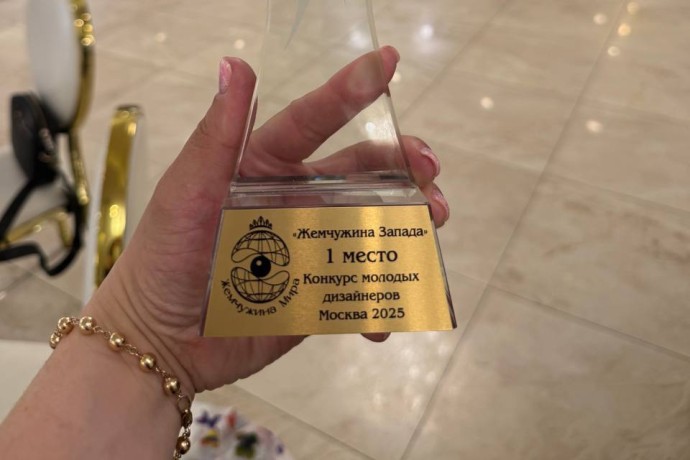 «Жемчужина Запада»
1 место
Конкурс молодых
дизайнеров
Москва 2025
Жемчужина Мира